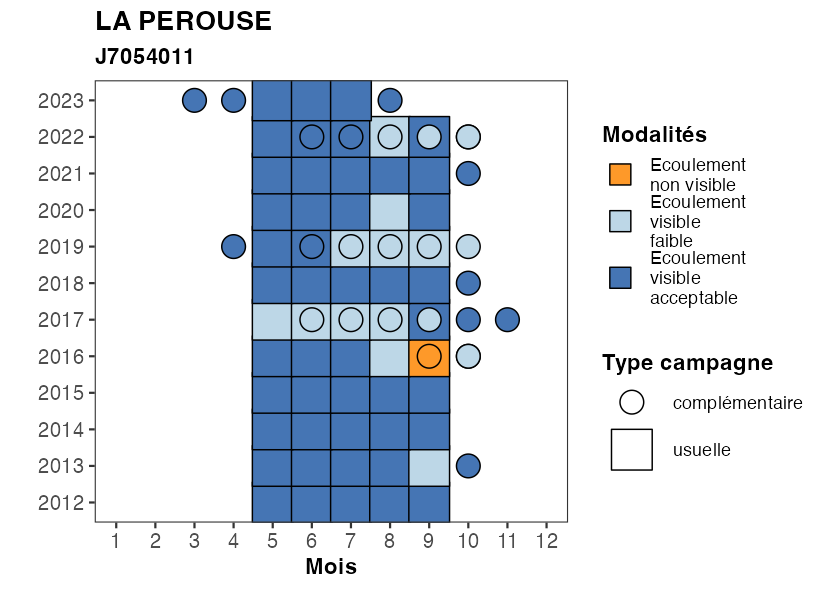 LA PEROUSE
J7054011
2023
2022
2021
2020
2019
2018
2017
2016
2015
2014
2013
2012
1 2 3 4 5 6 7 8 9 10 11 12
Mois
Modalités
Ecoulement
non visible
Ecoulement
visible
faible
Ecoulement
visible
acceptable
Type campagne
complémentaire
usuelle